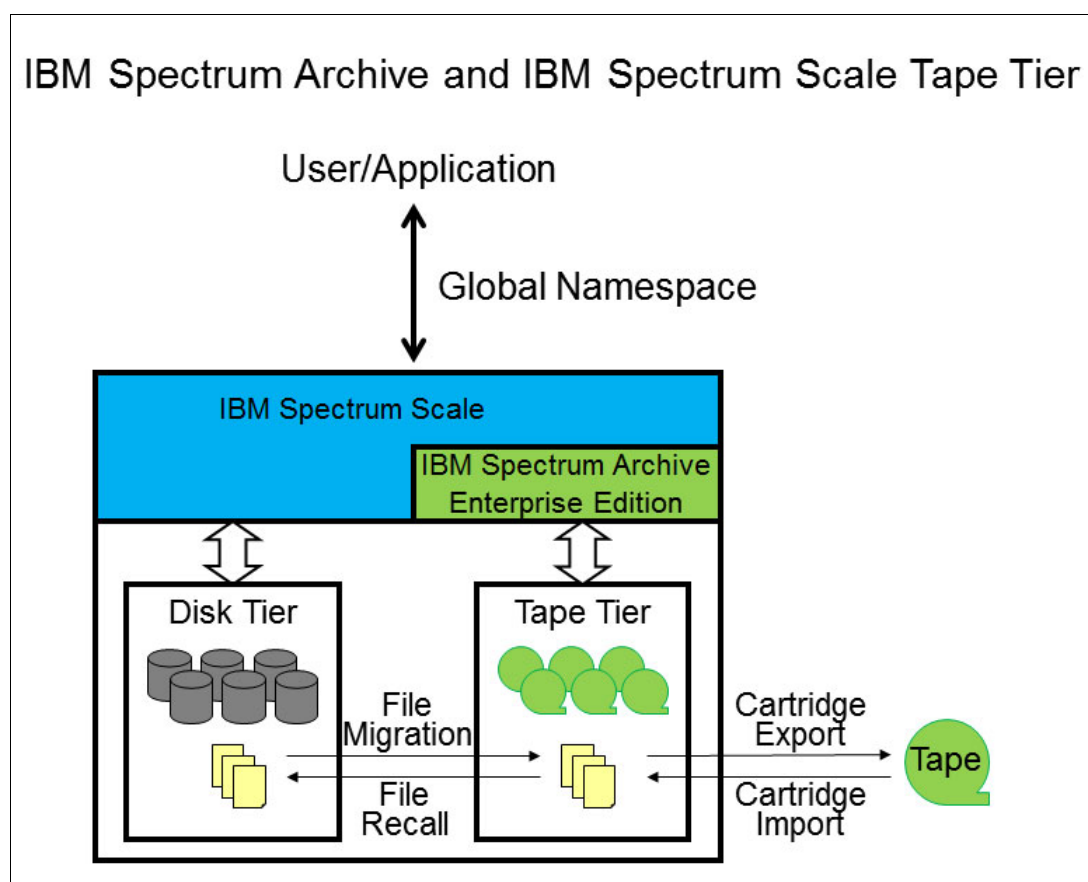 IBM Spectrum Archive and IBM Spectrum Scale Tape Tier
User/Application
Global Namespace
IBM Spectrum Scale
IBM Spectrum Archive
Enterprise Edition
Disk Tier
Tape Tier
File
Migration
File
Recall
Cartridge
Export
Cartridge
Import
Tape